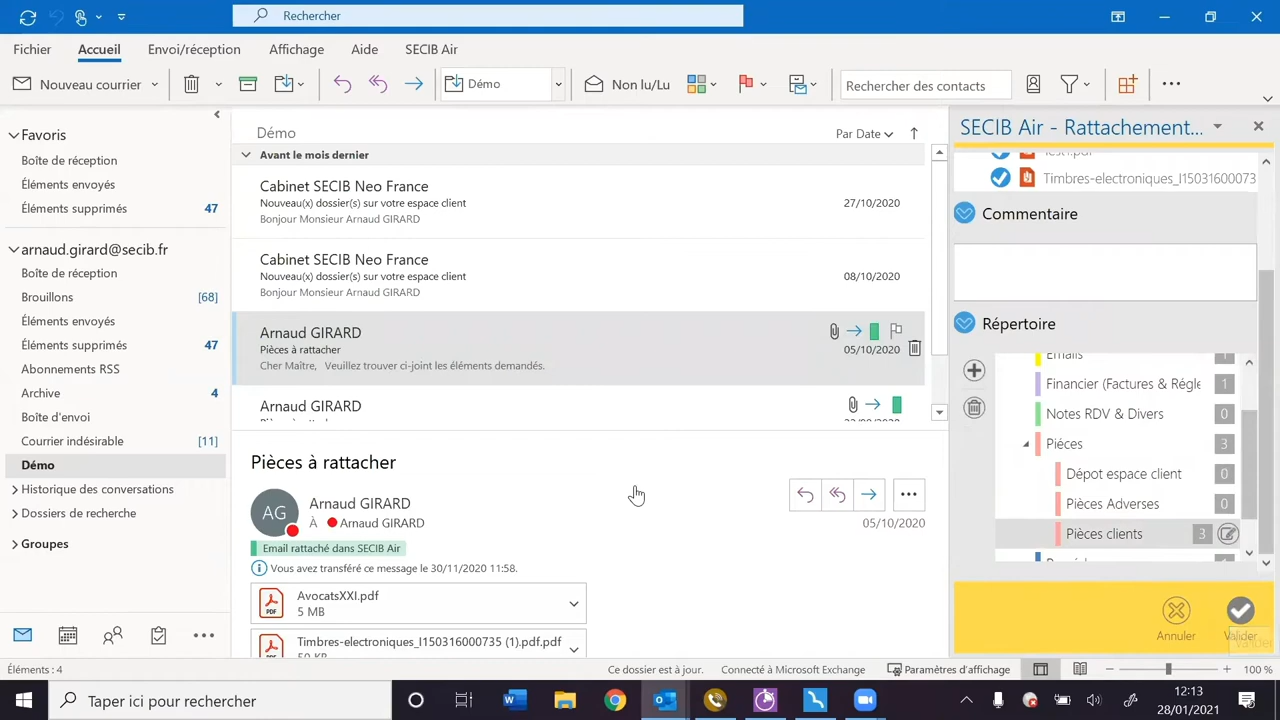 Rechercher
Fichier
Accueil
Envoi/réception
Affichage
Aide
SECIB Air
Nouveau courrier
Démo
Non lu/Lu
Rechercher des contacts
Favoris
Boîte de réception
Éléments envoyés
Éléments supprimés 47
arnaud.girard@secib.fr
Boîte de réception
Brouillons [68]
Éléments envoyés
Éléments supprimés 47
Abonnements RSS
Archive 4
Boîte d'envoi
Courrier indésirable [11]
Démo
Historique des conversations
Dossiers de recherche
Groupes
Démo
Par Date
Avant le mois dernier
Cabinet SECIB Neo France
Nouveau(x) dossier(s) sur votre espace client 27/10/2020
Bonjour Monsieur Arnaud GIRARD
Cabinet SECIB Neo France
Nouveau(x) dossier(s) sur votre espace client 08/10/2020
Bonjour Monsieur Arnaud GIRARD
Arnaud GIRARD
Pièces à rattacher 05/10/2020
Cher Maître, Veuillez trouver ci-joint les éléments demandés.
Arnaud GIRARD
Pièces à rattacher
AG
Arnaud GIRARD
À Arnaud GIRARD
05/10/2020
Email rattaché dans SECIB Air
Vous avez transféré ce message le 30/11/2020 11:58.
PDF
AvocatsXXI.pdf
5 MB
PDF
Timbres-electroniques_I150316000735 (1).pdf.pdf
SECIB Air - Rattachement...
Timbres-electroniques_I15031600073
Commentaire
Répertoire
Emails 1
Financier (Factures & Régle 1
Notes RDV & Divers 0
Piéces 3
Dépot espace client 0
Pièces Adverses 0
Pièces clients 3
Annuler
Valider
Éléments : 4
Ce dossier est à jour.
Connecté à Microsoft Exchange
Paramètres d'affichage
100 %
Taper ici pour rechercher
12:13
28/01/2021